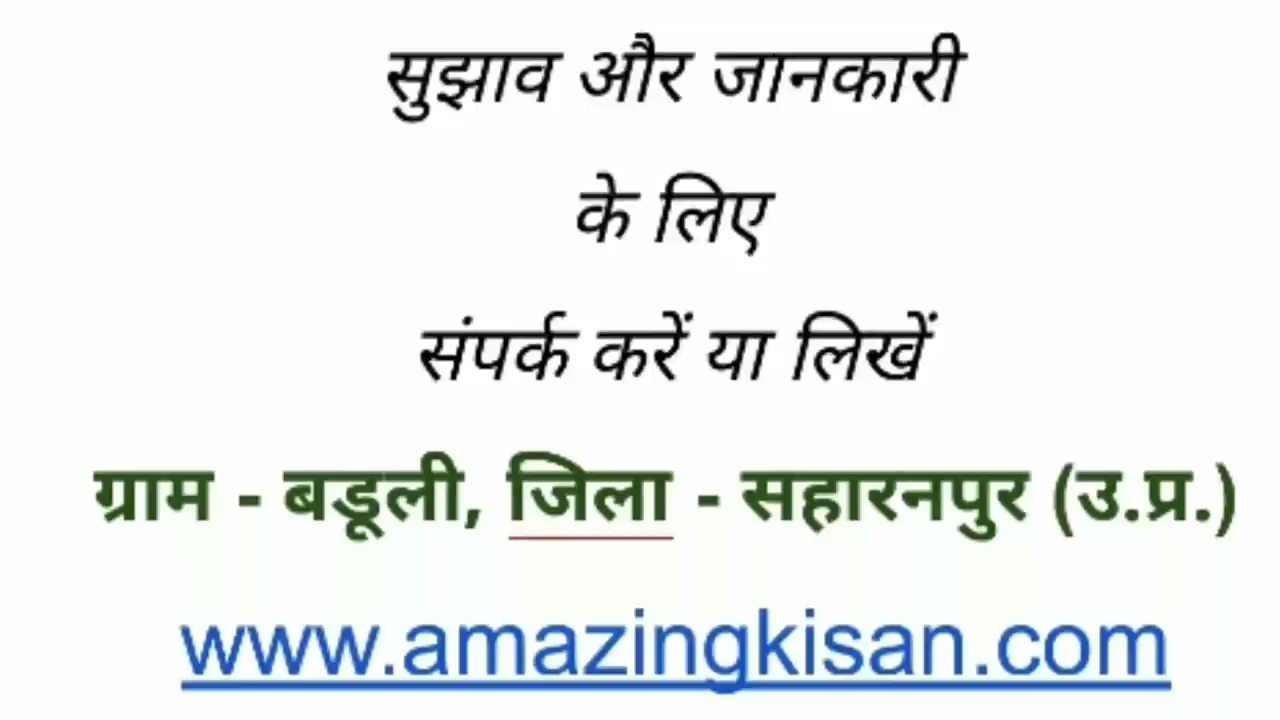 सुझाव और जानकारी
के लिए
संपर्क करें या लिखें
ग्राम - बडूली, जिला - सहारनपुर (उ.प्र.)
www.amazingkisan.com